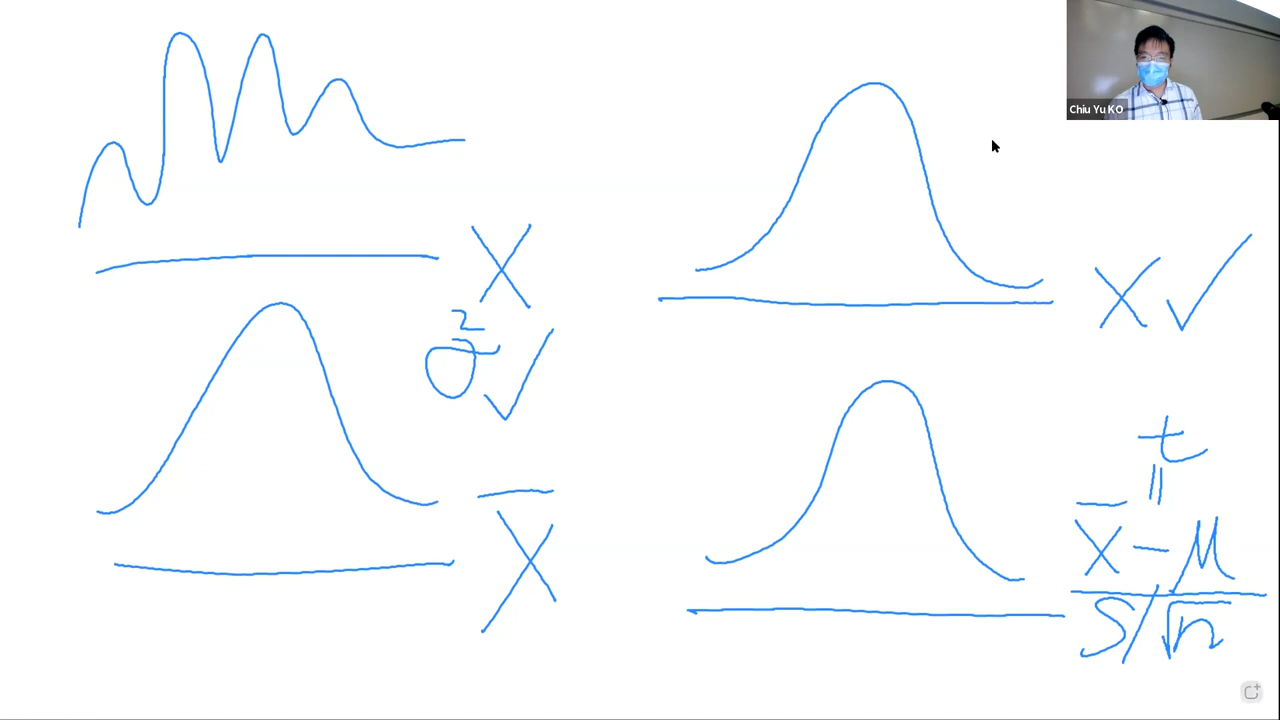 Chiu Yu KO
X
σ² ✓
X̄
X ✓
t
=
X̄ - μ
S/√n